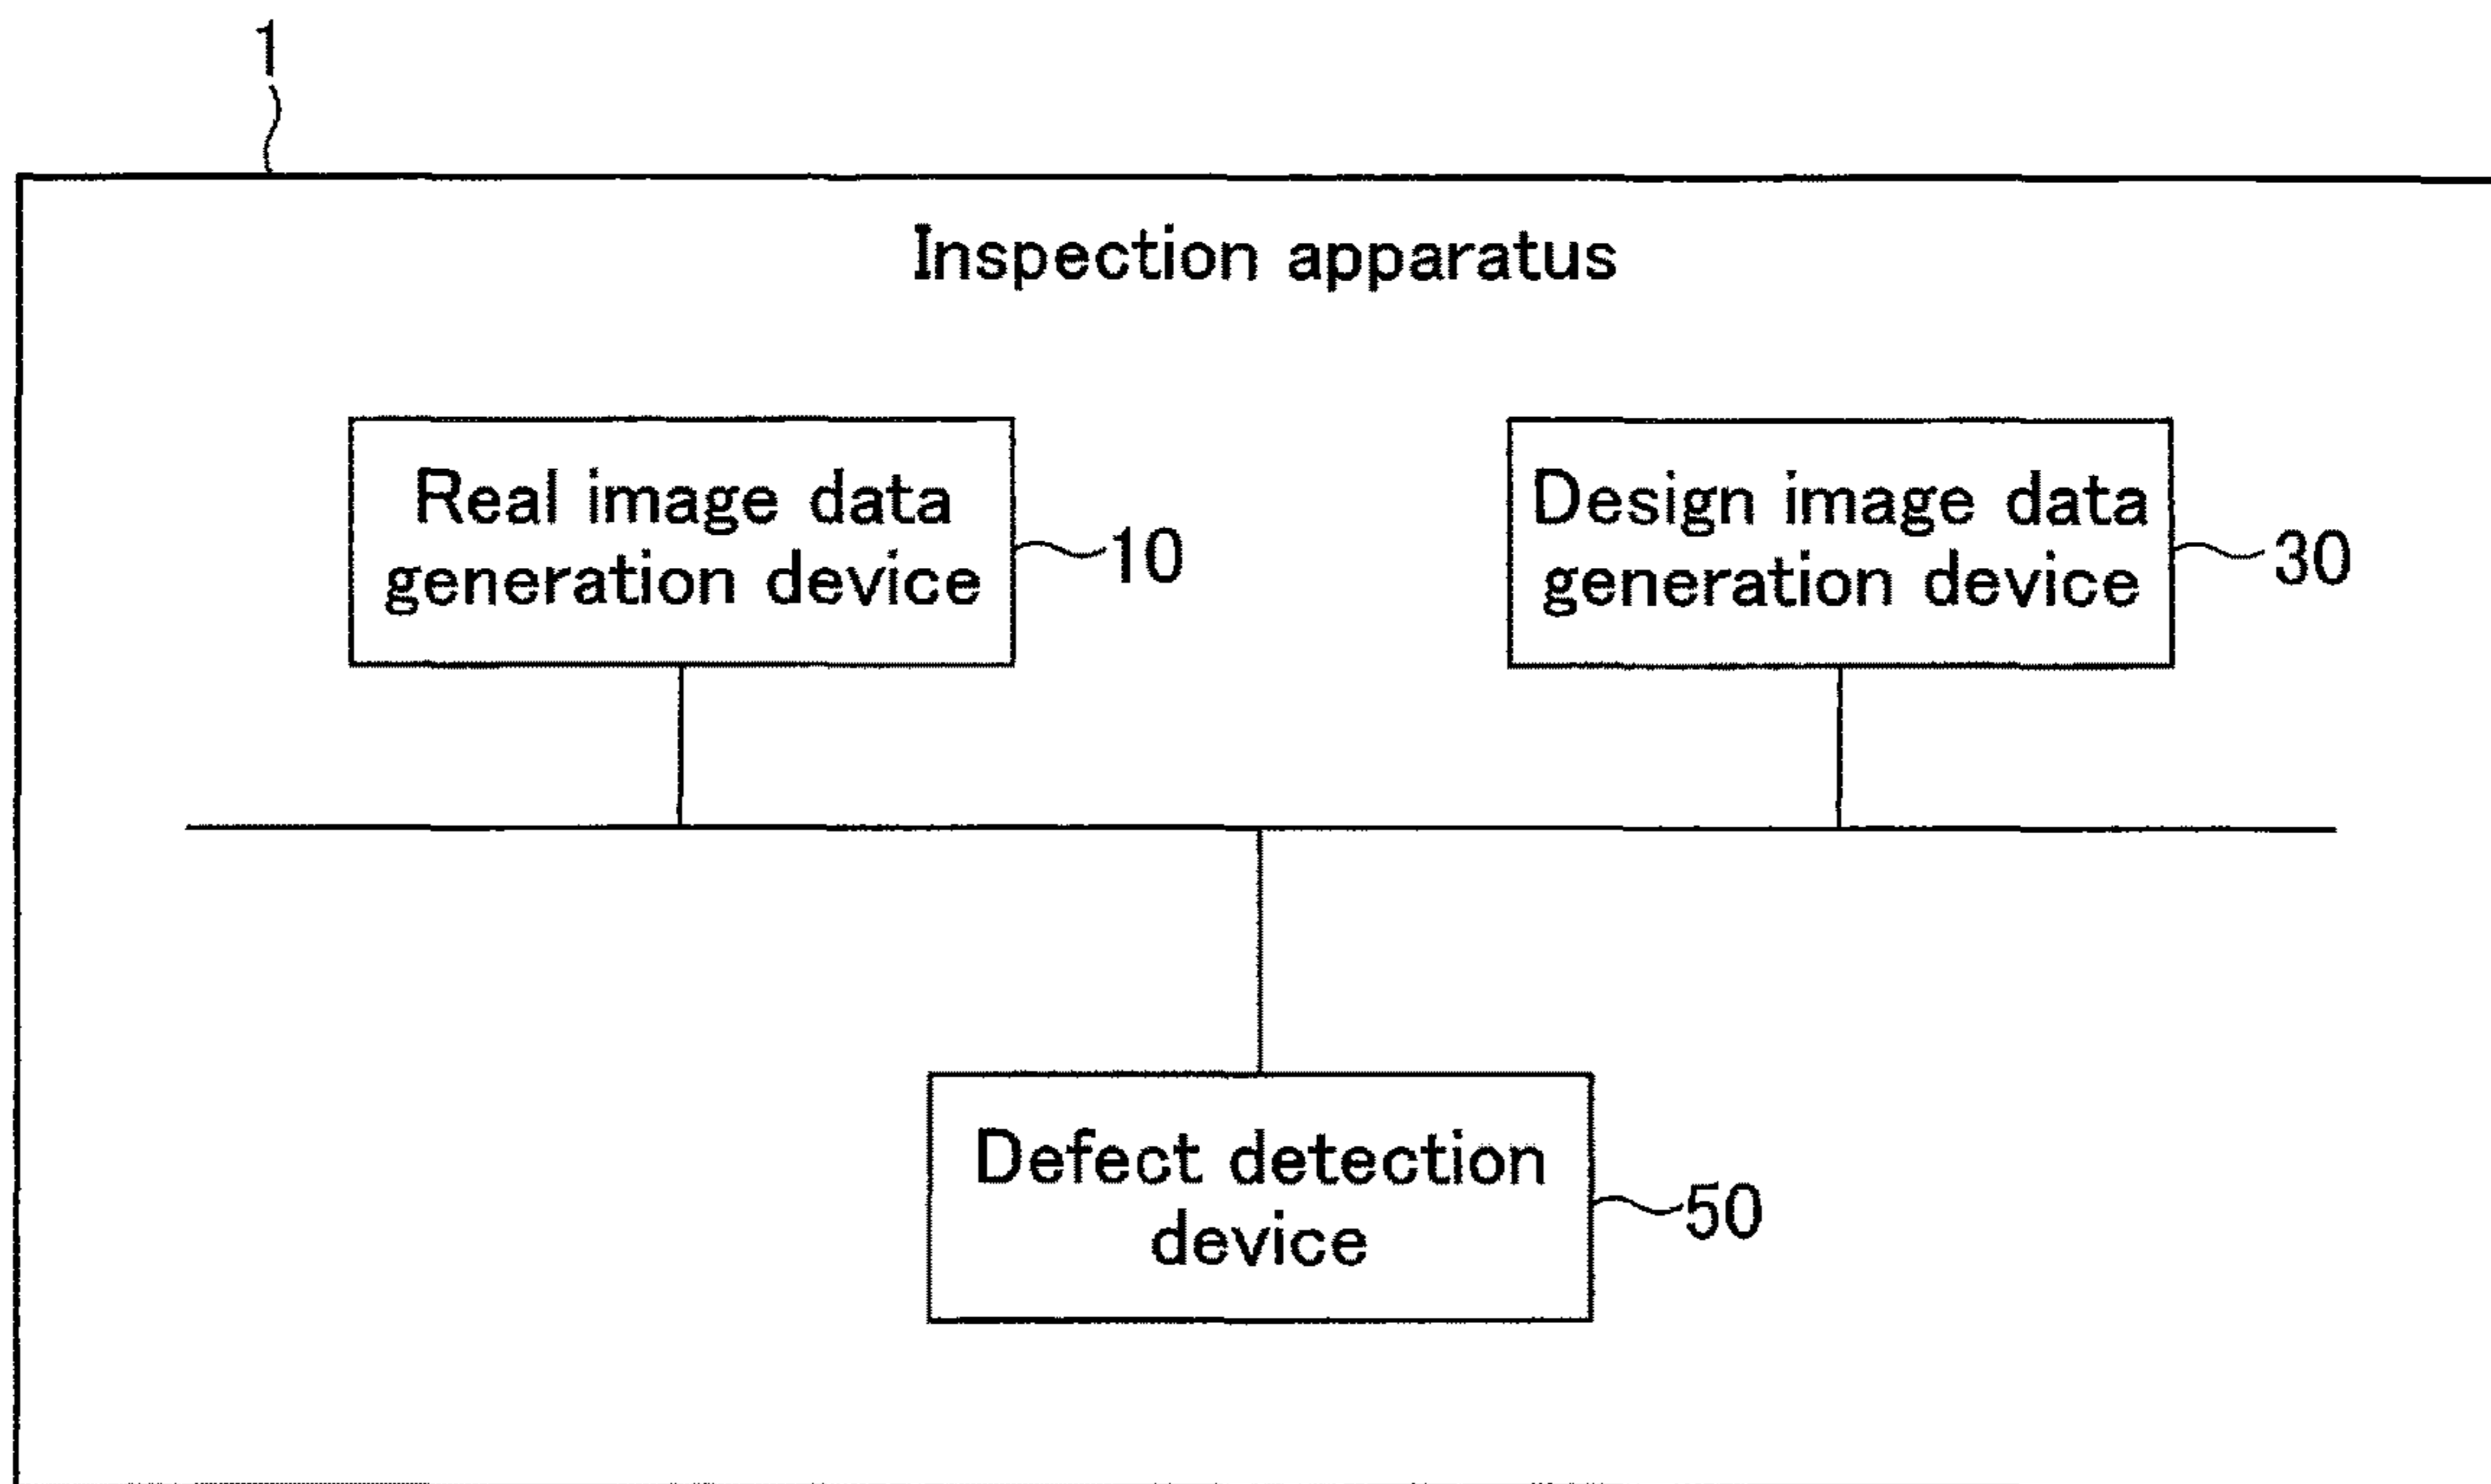 1
Inspection apparatus
Real image data
generation device
10
Design image data
generation device
30
Defect detection
device
50